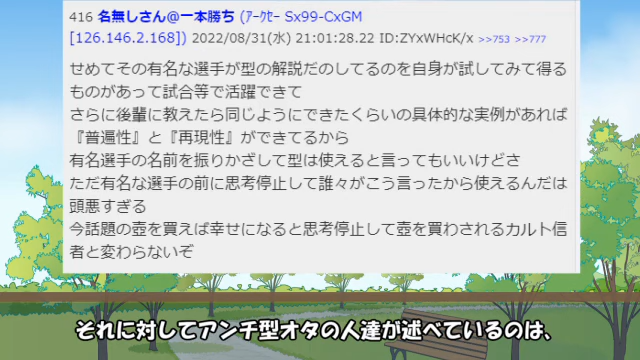 416 名無しさん@一本勝ち (ｱｰｸｾｰ Sx99-CxGM
[126.146.2.168]) 2022/08/31(水) 21:01:28.22 ID:ZYxWHcK/x >>753 >>777
せめてその有名な選手が型の解説だのしてるのを自身が試してみて得る
ものがあって試合等で活躍できて
さらに後輩に教えたら同じようにできたくらいの具体的な実例があれば
『普遍性』と『再現性』ができてるから
有名選手の名前を振りかざして型は使えると言ってもいいけどさ
ただ有名な選手の前に思考停止して誰々がこう言ったから使えるんだは
頭悪すぎる
今話題の壺を買えば幸せになると思考停止して壺を買わされるカルト信
者と変わらないぞ
それに対してアンチ型オタの人達が述べているのは、